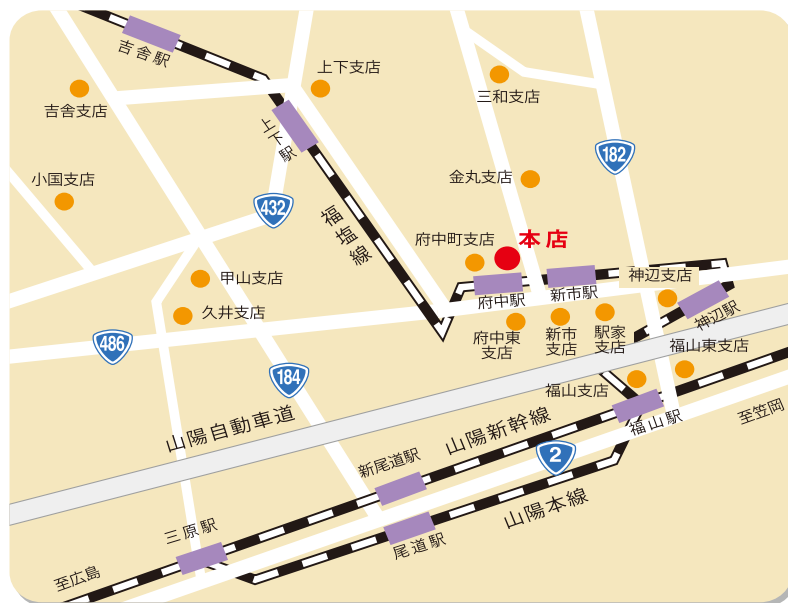 吉舎駅
上下支店
三和支店
吉舎支店
上下駅
182
小国支店
金丸支店
432
福塩線
府中町支店
本店
甲山支店
神辺支店
新市駅
府中駅
神辺駅
久井支店
486
府中東
支店
新市
支店
駅家
支店
福山東支店
184
福山支店
至笠岡
福山駅
山陽自動車道
山陽新幹線
新尾道駅
2
山陽本線
三原駅
尾道駅
至広島